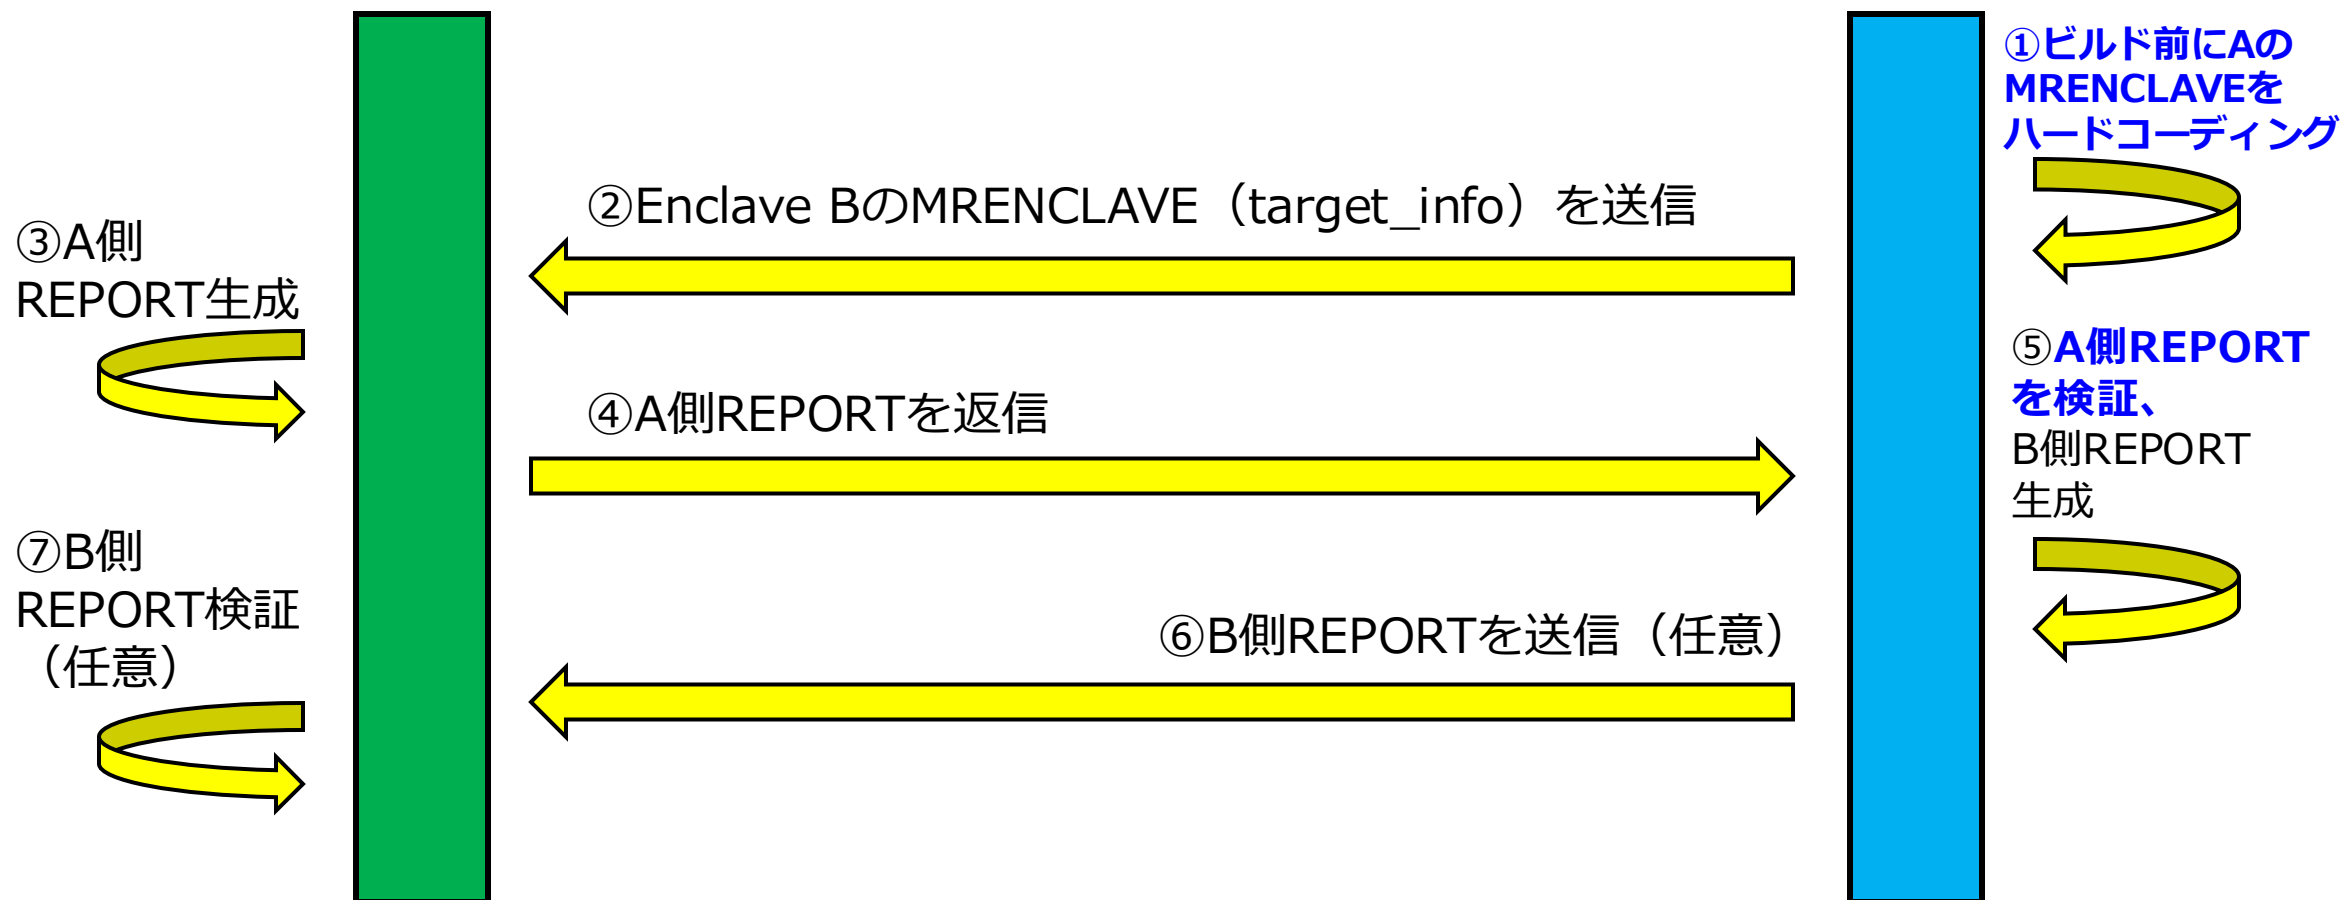 ①ビルド前にAの
MRENCLAVEを
ハードコーディング
②Enclave BのMRENCLAVE（target_info）を送信
③A側
REPORT生成
④A側REPORTを返信
⑤A側REPORT
を検証、
B側REPORT
生成
⑥B側REPORTを送信（任意）
⑦B側
REPORT検証
（任意）